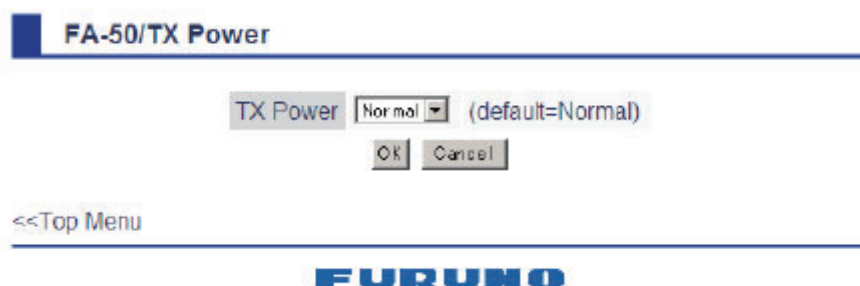 FA-50/TX Power
TX Power Normal (default=Normal)
OK Cancel
<<Top Menu
FURUNO